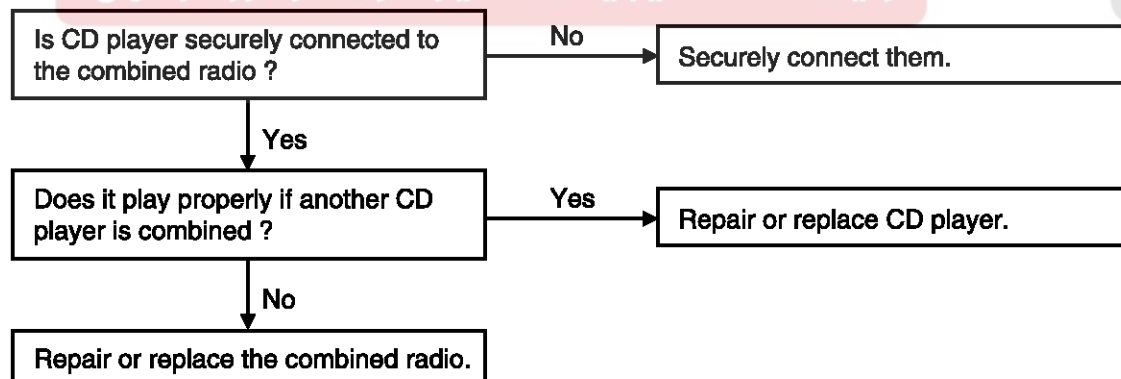 Is CD player securely connected to
the combined radio ?
No
Securely connect them.
Yes
Does it play properly if another CD
player is combined ?
Yes
Repair or replace CD player.
No
Repair or replace the combined radio.